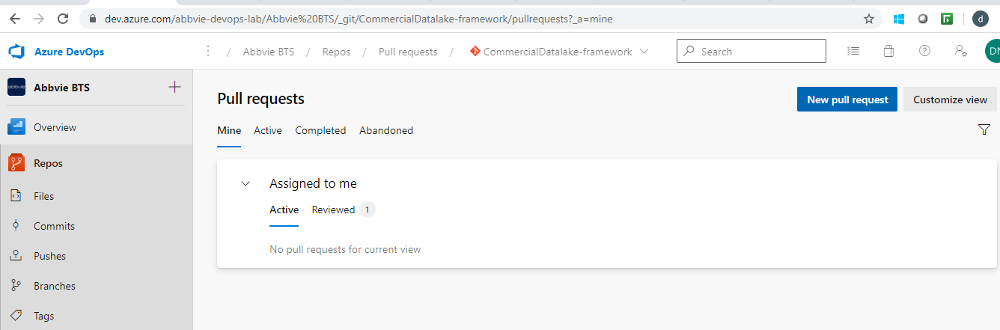 dev.azure.com/abbvie-devops-lab/Abbvie%20BTS/_git/CommercialDatalake-framework/pullrequests?_a=mine
d
Azure DevOps / Abbvie BTS / Repos / Pull requests / CommercialDatalake-framework Search DN
abbvie Abbvie BTS
Pull requests
New pull request Customize view
Overview
Mine Active Completed Abandoned
Repos
Assigned to me
Files
Active Reviewed 1
Commits
No pull requests for current view
Pushes
Branches
Tags